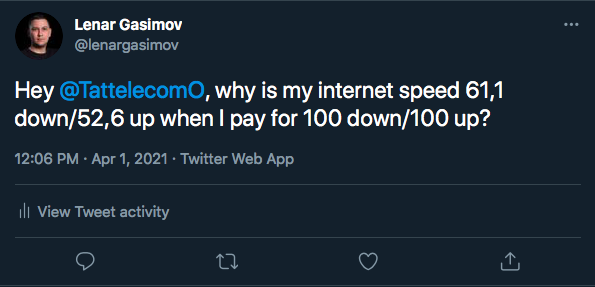 Lenar Gasimov
@lenargasimov
Hey @TattelecomO, why is my internet speed 61,1
down/52,6 up when I pay for 100 down/100 up?
12:06 PM · Apr 1, 2021 · Twitter Web App
View Tweet activity